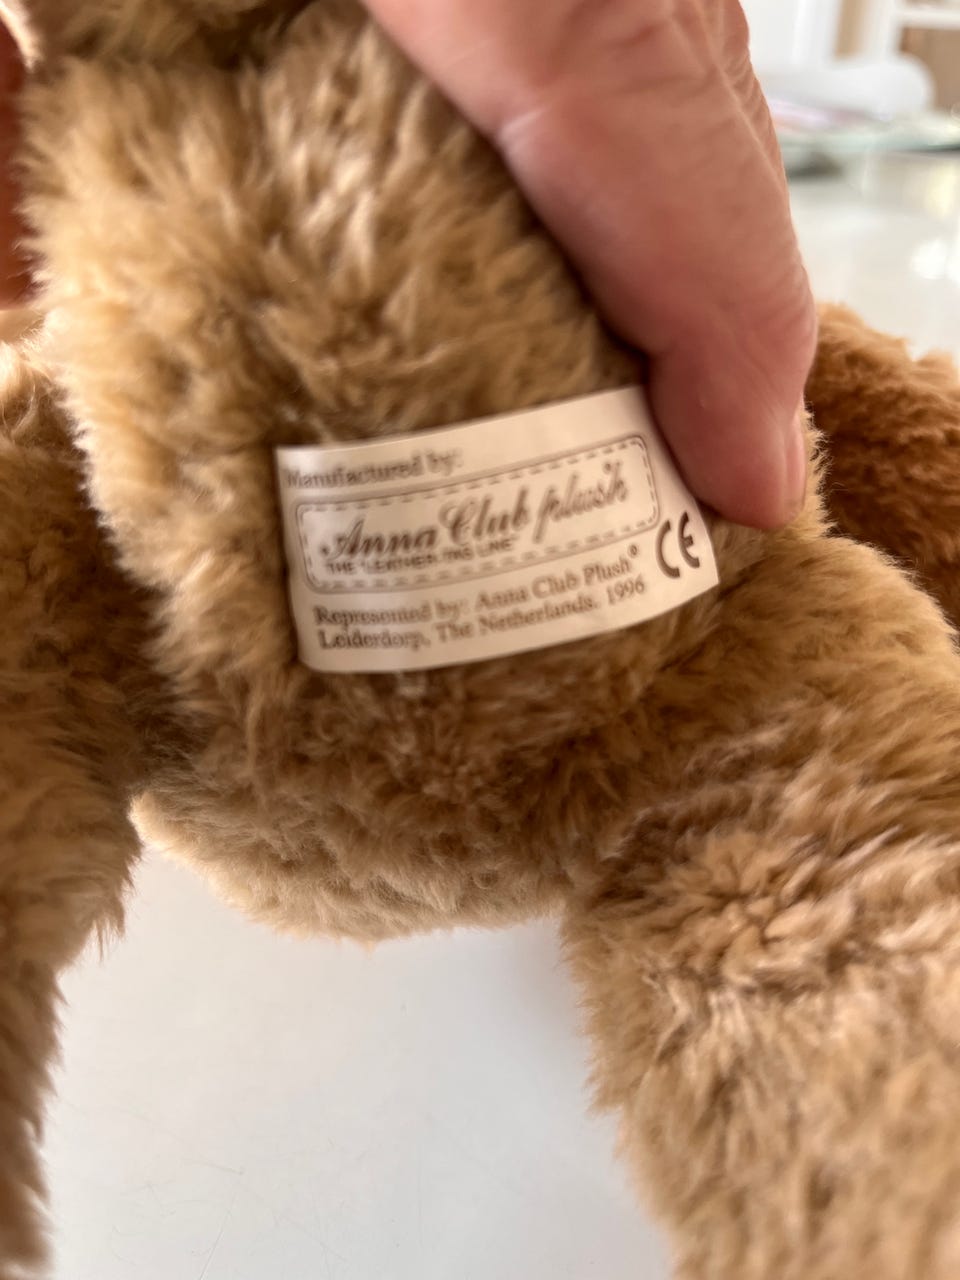 Manufactured by:
Anna Club plush
THE "LEATHER-TAG LINE"
Represented by: Anna Club Plush®
Leiderdorp, The Netherlands. 1996
CE